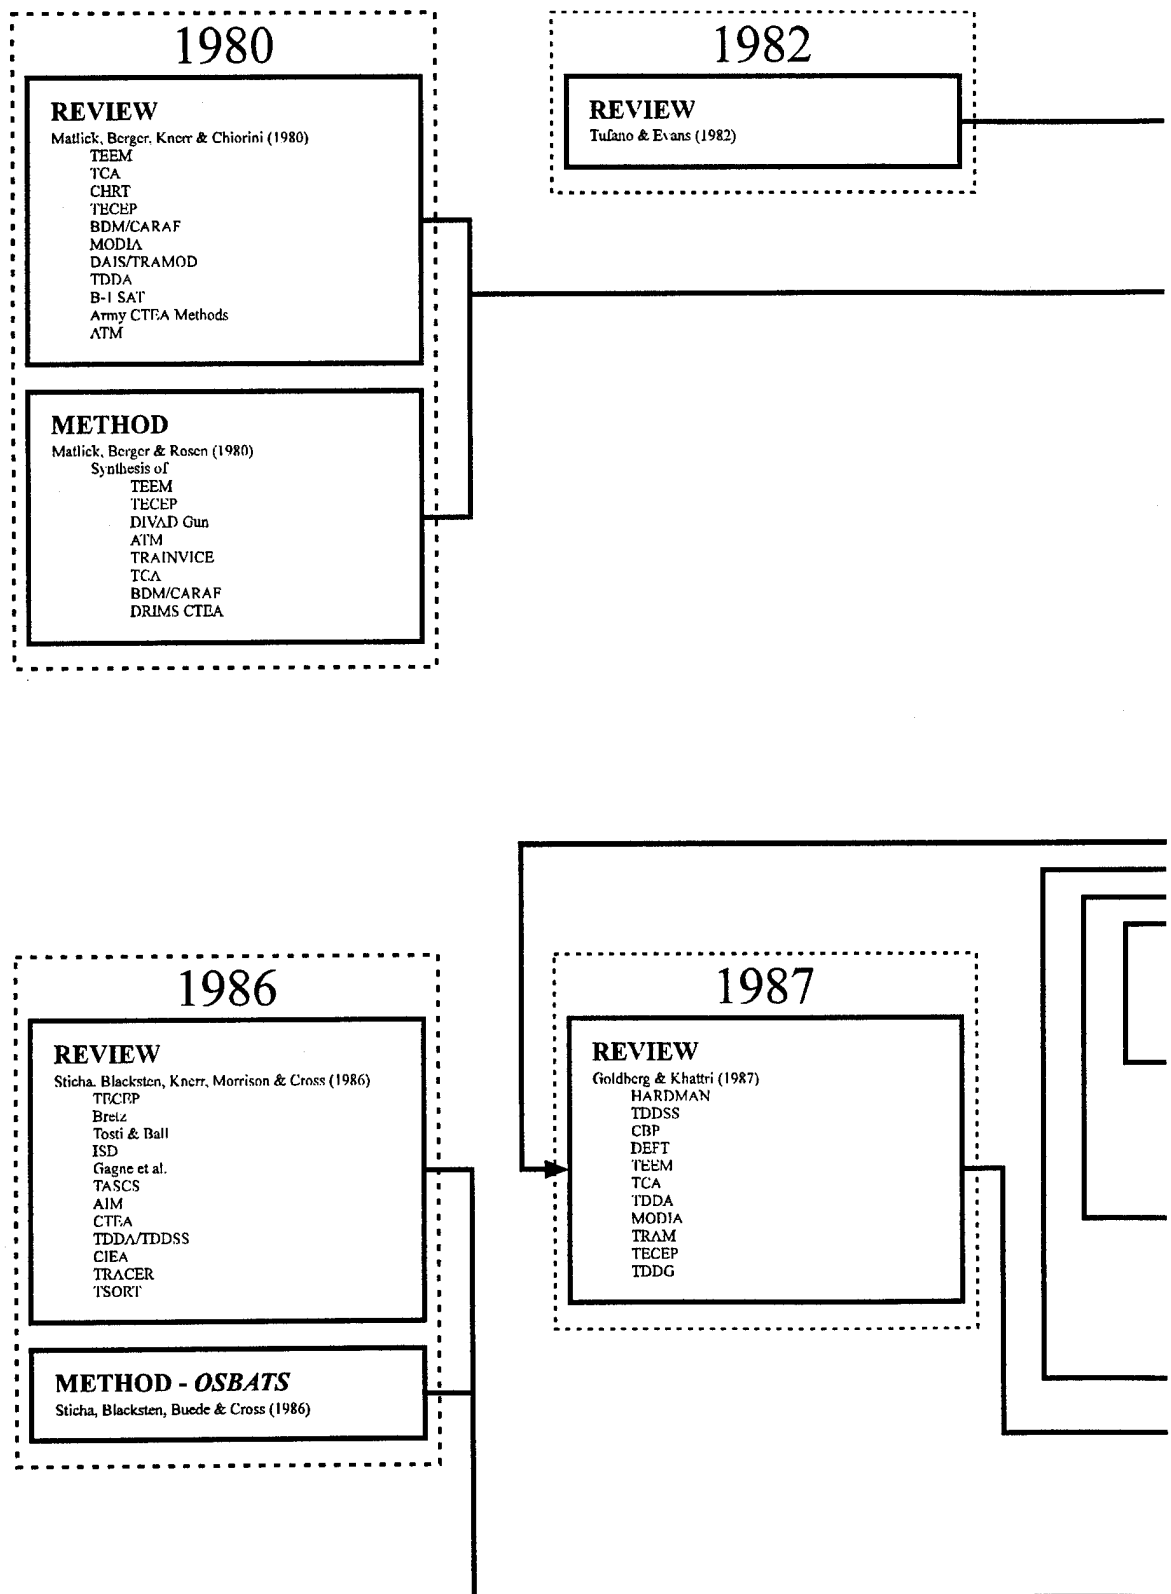 1980
REVIEW
Matlick, Berger, Knerr & Chiorini (1980)
TEEM
TCA
CHRT
TECEP
BDM/CARAF
MODIA
DAIS/TRAMOD
TDDA
B-1 SAT
Army CTEA Methods
ATM
METHOD
Matlick, Berger & Rosen (1980)
Synthesis of
TEEM
TECEP
DIVAD Gun
ATM
TRAINVICE
TCA
BDM/CARAF
DRIMS CTEA
1982
REVIEW
Tufano & Evans (1982)
1986
REVIEW
Sticha, Blacksten, Knerr, Morrison & Cross (1986)
TECEP
Bretz
Tosti & Ball
ISD
Gagne et al.
TASCS
AIM
CTEA
TDDA/TDDSS
CIEA
TRACER
TSORT
METHOD - OSBATS
Sticha, Blacksten, Buede & Cross (1986)
1987
REVIEW
Goldberg & Khattri (1987)
HARDMAN
TDDSS
CBP
DEFT
TEEM
TCA
TDDA
MODIA
TRAM
TECEP
TDDG